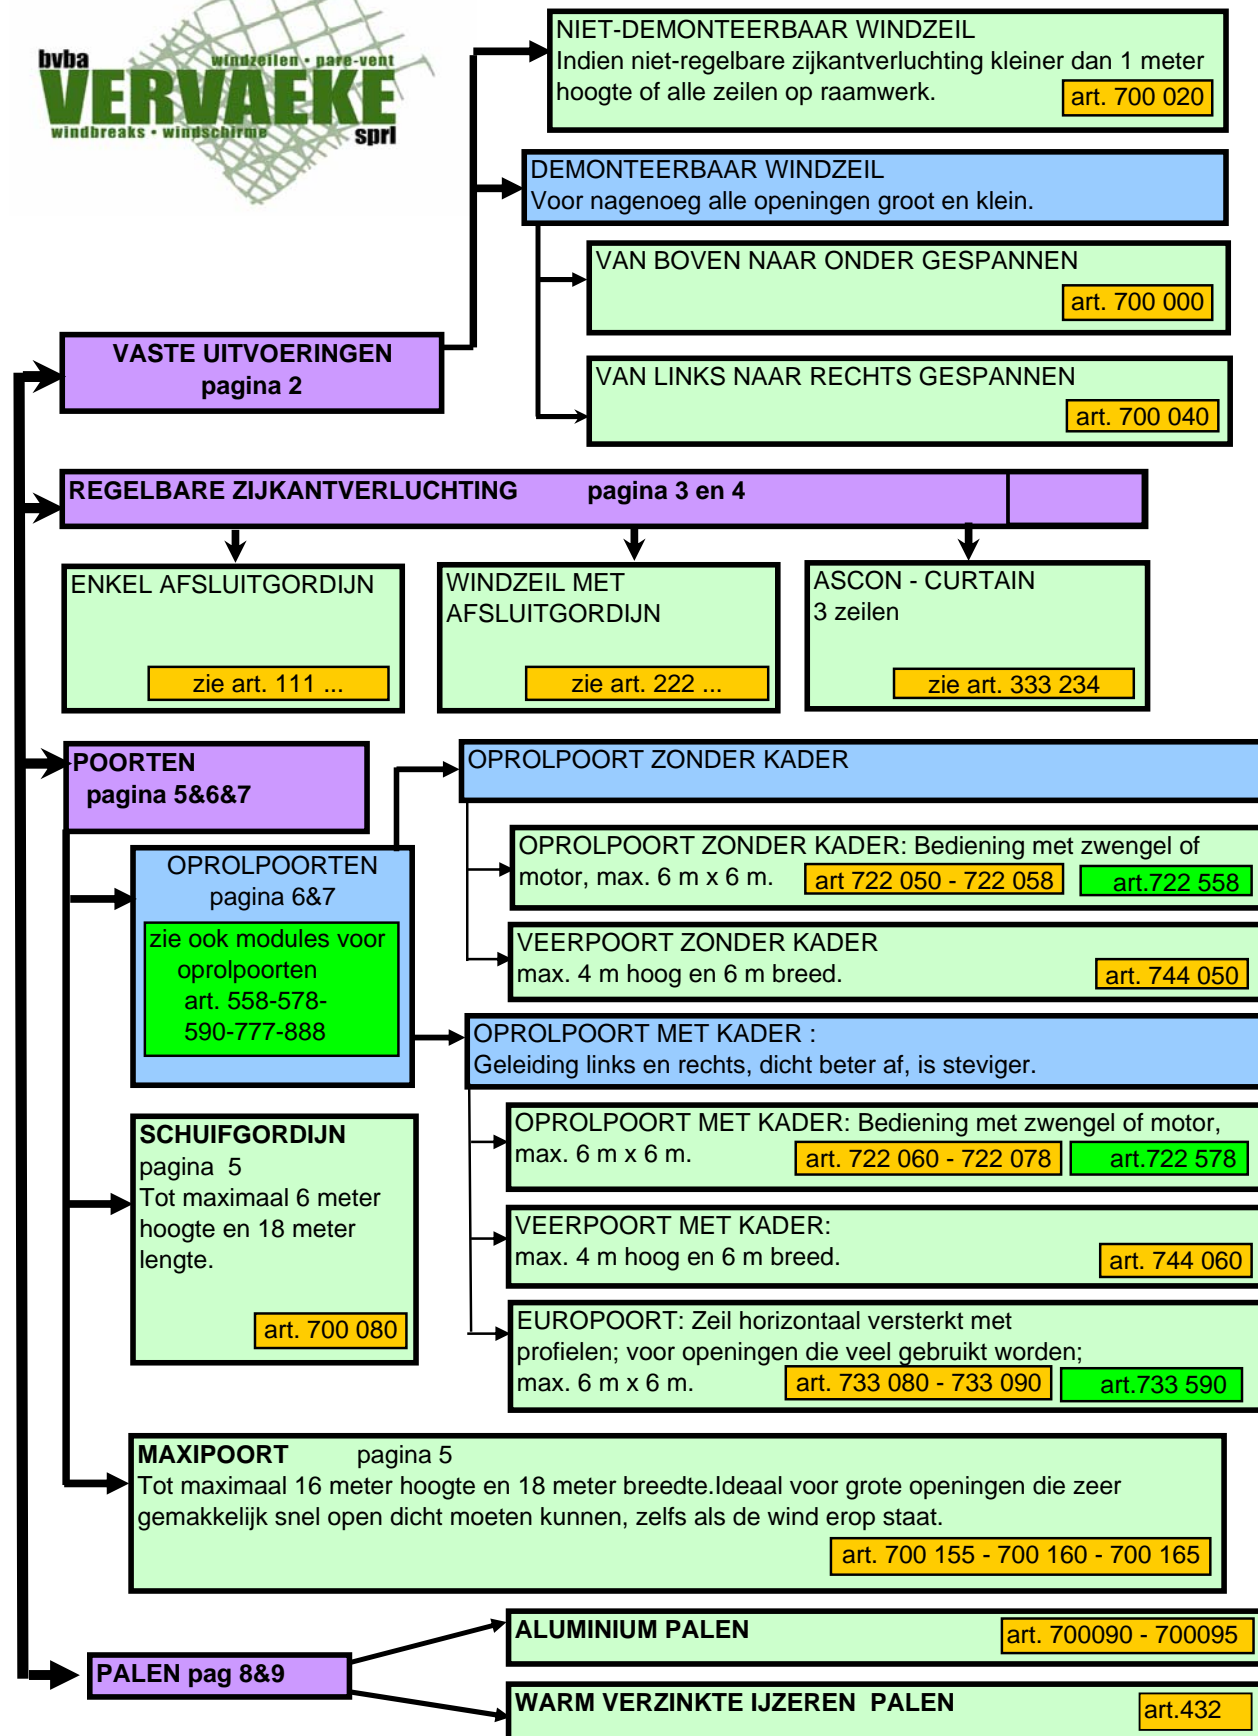 bvba
windzeilen • pare-vent
VERVAEKE
windbreaks • windschirme
sprl
NIET-DEMONTEERBAAR WINDZEIL
Indien niet-regelbare zijkantverluchting kleiner dan 1 meter
hoogte of alle zeilen op raamwerk.
art. 700 020
DEMONTEERBAAR WINDZEIL
Voor nagenoeg alle openingen groot en klein.
VAN BOVEN NAAR ONDER GESPANNEN
art. 700 000
VASTE UITVOERINGEN
pagina 2
VAN LINKS NAAR RECHTS GESPANNEN
art. 700 040
REGELBARE ZIJKANTVERLUCHTING pagina 3 en 4
ENKEL AFSLUITGORDIJN
zie art. 111 ...
WINDZEIL MET
AFSLUITGORDIJN
zie art. 222 ...
ASCON - CURTAIN
3 zeilen
zie art. 333 234
POORTEN
pagina 5&6&7
OPROLPOORT ZONDER KADER
OPROLPOORTEN
pagina 6&7
zie ook modules voor
oprolpoorten
art. 558-578-
590-777-888
OPROLPOORT ZONDER KADER: Bediening met zwengel of
motor, max. 6 m x 6 m. art 722 050 - 722 058 art.722 558
VEERPOORT ZONDER KADER
max. 4 m hoog en 6 m breed. art. 744 050
OPROLPOORT MET KADER :
Geleiding links en rechts, dicht beter af, is steviger.
OPROLPOORT MET KADER: Bediening met zwengel of motor,
max. 6 m x 6 m. art. 722 060 - 722 078 art.722 578
VEERPOORT MET KADER:
max. 4 m hoog en 6 m breed. art. 744 060
EUROPOORT: Zeil horizontaal versterkt met
profielen; voor openingen die veel gebruikt worden;
max. 6 m x 6 m. art. 733 080 - 733 090 art.733 590
SCHUIFGORDIJN
pagina 5
Tot maximaal 6 meter
hoogte en 18 meter
lengte.
art. 700 080
MAXIPOORT pagina 5
Tot maximaal 16 meter hoogte en 18 meter breedte.Ideaal voor grote openingen die zeer
gemakkelijk snel open dicht moeten kunnen, zelfs als de wind erop staat.
art. 700 155 - 700 160 - 700 165
PALEN pag 8&9
ALUMINIUM PALEN art. 700090 - 700095
WARM VERZINKTE IJZEREN PALEN art.432